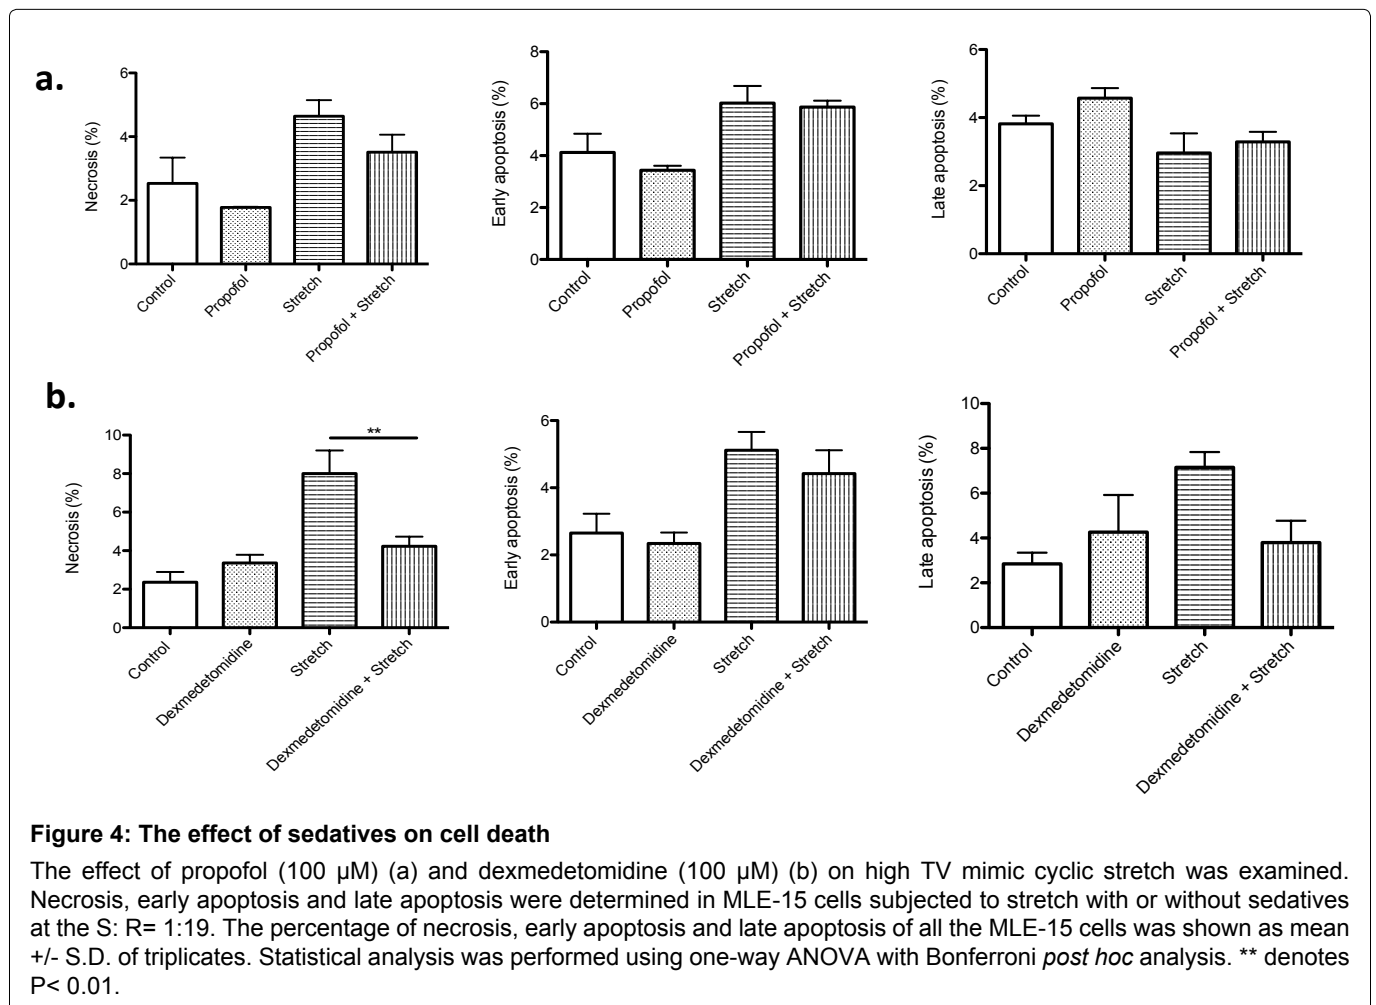 a.
Necrosis (%)
6
4
2
0
Control
Propofol
Stretch
Propofol + Stretch
Early apoptosis (%)
8
6
4
2
0
Control
Propofol
Stretch
Propofol + Stretch
Late apoptosis (%)
6
4
2
0
Control
Propofol
Stretch
Propofol + Stretch
b.
Necrosis (%)
10
8
6
4
2
0
**
Control
Dexmedetomidine
Stretch
Dexmedetomidine + Stretch
Early apoptosis (%)
6
4
2
0
Control
Dexmedetomidine
Stretch
Dexmedetomidine + Stretch
Late apoptosis (%)
10
8
6
4
2
0
Control
Dexmedetomidine
Stretch
Dexmedetomidine + Stretch
Figure 4: The effect of sedatives on cell death
The effect of propofol (100 µM) (a) and dexmedetomidine (100 µM) (b) on high TV mimic cyclic stretch was examined.
Necrosis, early apoptosis and late apoptosis were determined in MLE-15 cells subjected to stretch with or without sedatives
at the S: R= 1:19. The percentage of necrosis, early apoptosis and late apoptosis of all the MLE-15 cells was shown as mean
+/- S.D. of triplicates. Statistical analysis was performed using one-way ANOVA with Bonferroni post hoc analysis. ** denotes
P< 0.01.